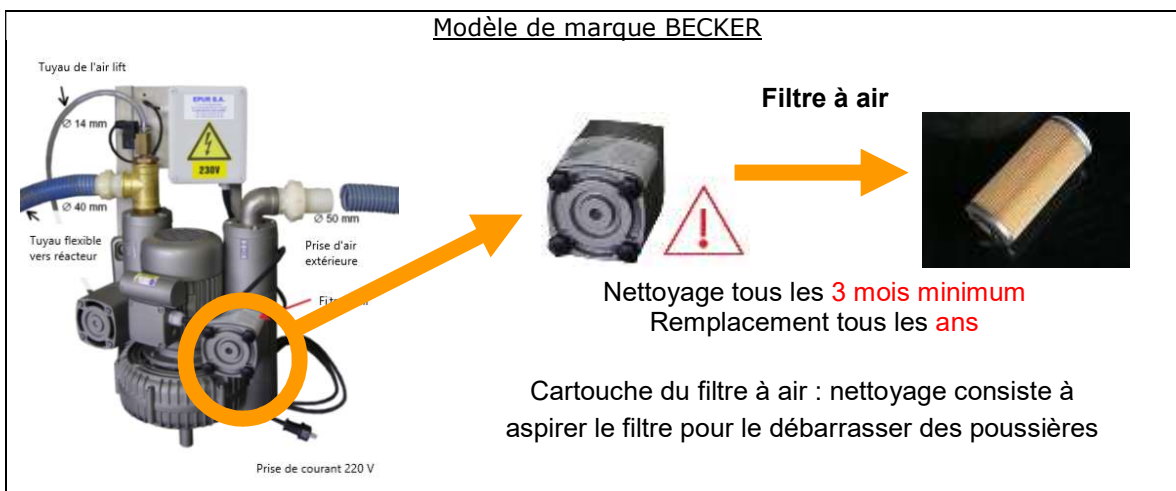 Modèle de marque BECKER
Tuyau de l'air lift
EPUR S.A.
Ø 14 mm
230V
Ø 40 mm
Ø 50 mm
Tuyau flexible
vers réacteur
Prise d'air
extérieure
Prise de courant 220 V
Filtre à air
Nettoyage tous les 3 mois minimum
Remplacement tous les ans
Cartouche du filtre à air : nettoyage consiste à
aspirer le filtre pour le débarrasser des poussières